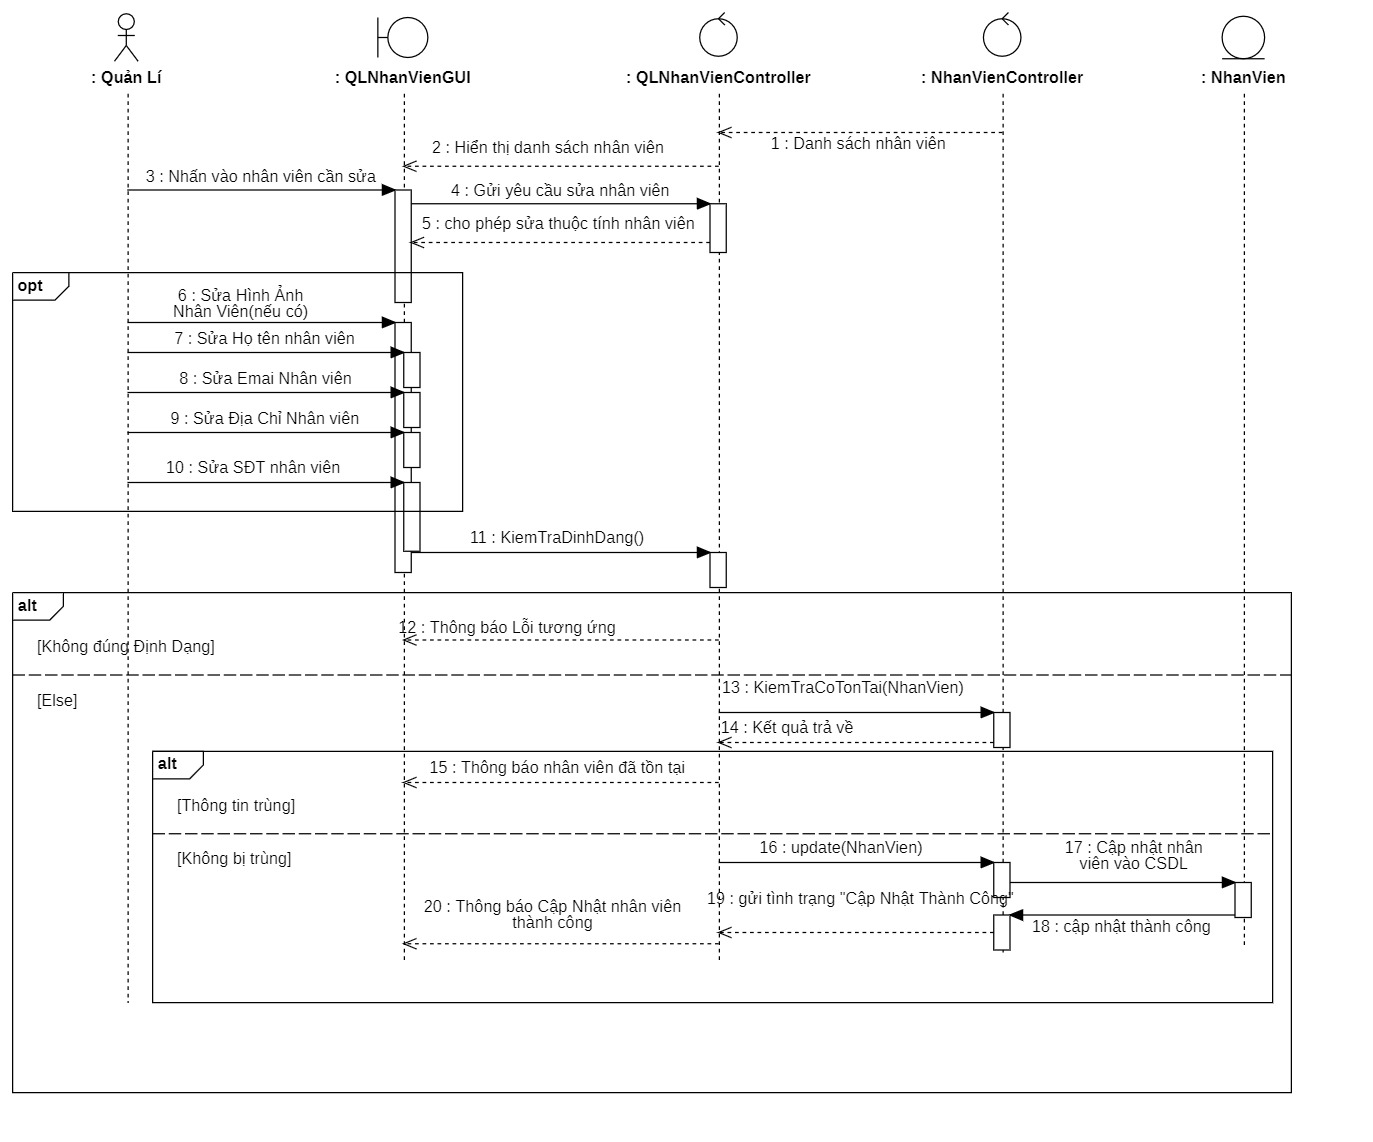 : Quản Lí
: QLNhanVienGUI
: QLNhanVienController
: NhanVienController
: NhanVien
1 : Danh sách nhân viên
2 : Hiển thị danh sách nhân viên
3 : Nhấn vào nhân viên cần sửa
4 : Gửi yêu cầu sửa nhân viên
5 : cho phép sửa thuộc tính nhân viên
opt
6 : Sửa Hình Ảnh
Nhân Viên(nếu có)
7 : Sửa Họ tên nhân viên
8 : Sửa Emai Nhân viên
9 : Sửa Địa Chỉ Nhân viên
10 : Sửa SĐT nhân viên
11 : KiemTraDinhDang()
alt
12 : Thông báo Lỗi tương ứng
[Không đúng Định Dạng]
[Else]
13 : KiemTraCoTonTai(NhanVien)
14 : Kết quả trả về
alt
15 : Thông báo nhân viên đã tồn tại
[Thông tin trùng]
[Không bị trùng]
16 : update(NhanVien)
17 : Cập nhật nhân
viên vào CSDL
18 : cập nhật thành công
19 : gửi tình trạng "Cập Nhật Thành Công"
20 : Thông báo Cập Nhật nhân viên
thành công